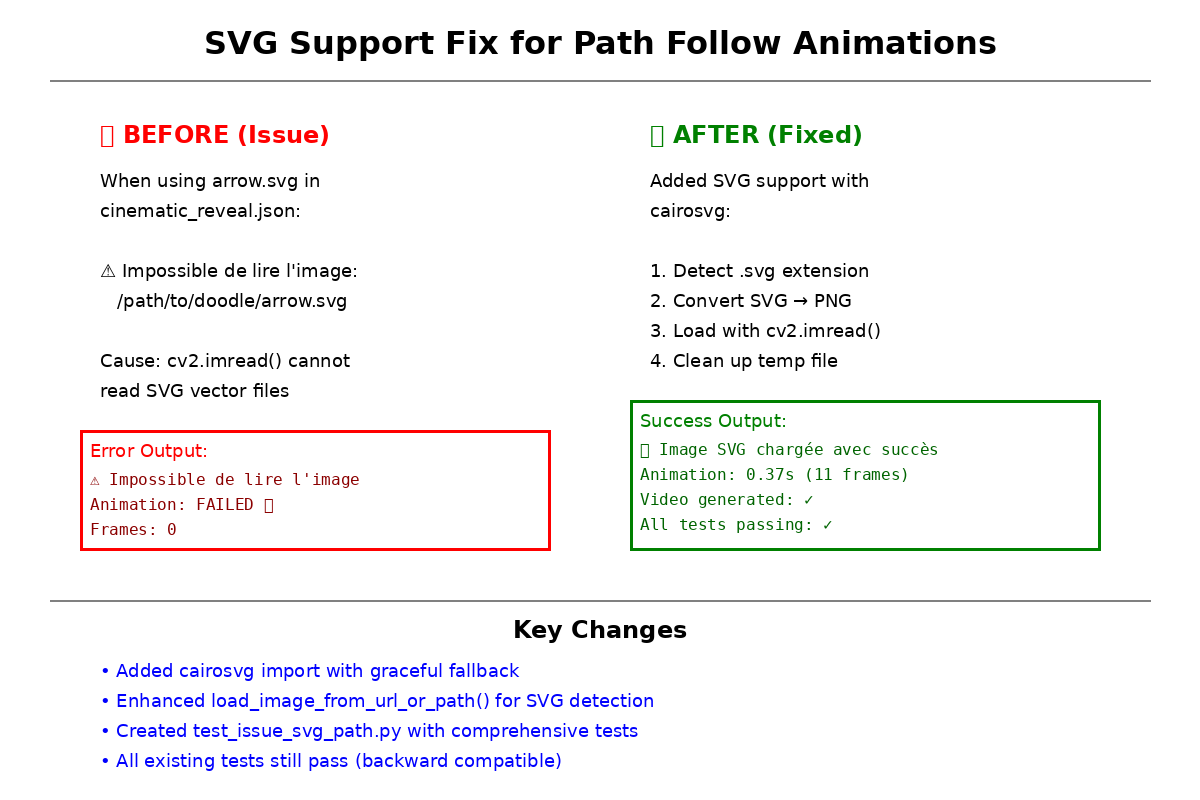 SVG Support Fix for Path Follow Animations
BEFORE (Issue)
When using arrow.svg in
cinematic_reveal.json:
⚠ Impossible de lire l'image:
/path/to/doodle/arrow.svg
Cause: cv2.imread() cannot
read SVG vector files
Error Output:
⚠ Impossible de lire l'image
Animation: FAILED
Frames: 0
AFTER (Fixed)
Added SVG support with
cairosvg:
1. Detect .svg extension
2. Convert SVG → PNG
3. Load with cv2.imread()
4. Clean up temp file
Success Output:
Image SVG chargée avec succès
Animation: 0.37s (11 frames)
Video generated: ✓
All tests passing: ✓
Key Changes
• Added cairosvg import with graceful fallback
• Enhanced load_image_from_url_or_path() for SVG detection
• Created test_issue_svg_path.py with comprehensive tests
• All existing tests still pass (backward compatible)